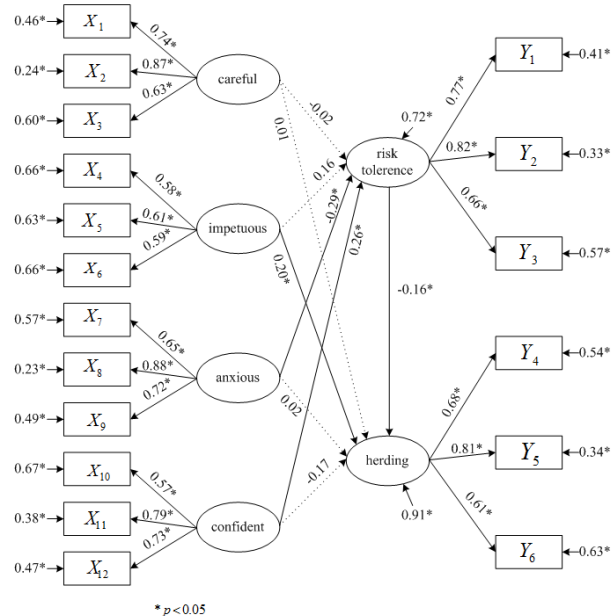 0.46*
X1
0.74*
0.24*
X2
0.87*
careful
0.60*
X3
0.63*
-0.02
0.01
0.72*
risk
tolerence
0.77*
Y1
0.41*
0.82*
Y2
0.33*
0.66*
Y3
0.57*
0.66*
X4
0.58*
0.63*
X5
0.61*
impetuous
0.66*
X6
0.59*
0.16
0.20*
-0.29*
0.26*
-0.16*
0.57*
X7
0.65*
0.23*
X8
0.88*
anxious
0.49*
X9
0.72*
0.02
0.67*
X10
0.57*
0.38*
X11
0.79*
confident
0.47*
X12
0.73*
-0.17
herding
0.91*
0.68*
Y4
0.54*
0.81*
Y5
0.34*
0.61*
Y6
0.63*
* p<0.05